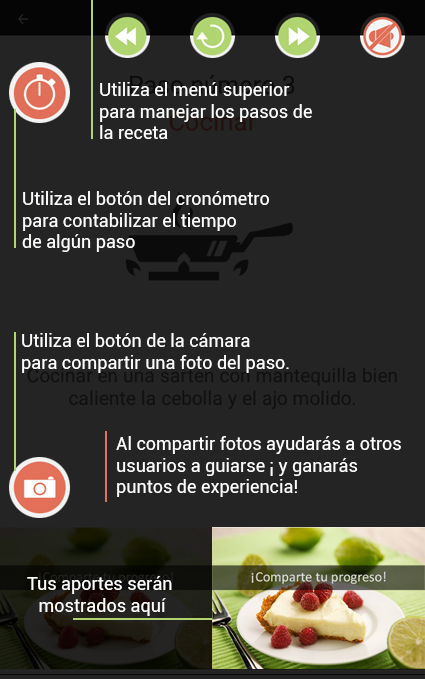 Paso número 3
Cocinar
Utiliza el menú superior
para manejar los pasos de
la receta
Utiliza el botón del cronómetro
para contabilizar el tiempo
de algún paso
Utiliza el botón de la cámara
para compartir una foto del paso.
Cocinar en una sartén con mantequilla bien
caliente la cebolla y el ajo molido.
Al compartir fotos ayudarás a otros
usuarios a guiarse ¡ y ganarás
puntos de experiencia!
¡Comparte tu progreso!
Tus aportes serán
mostrados aquí